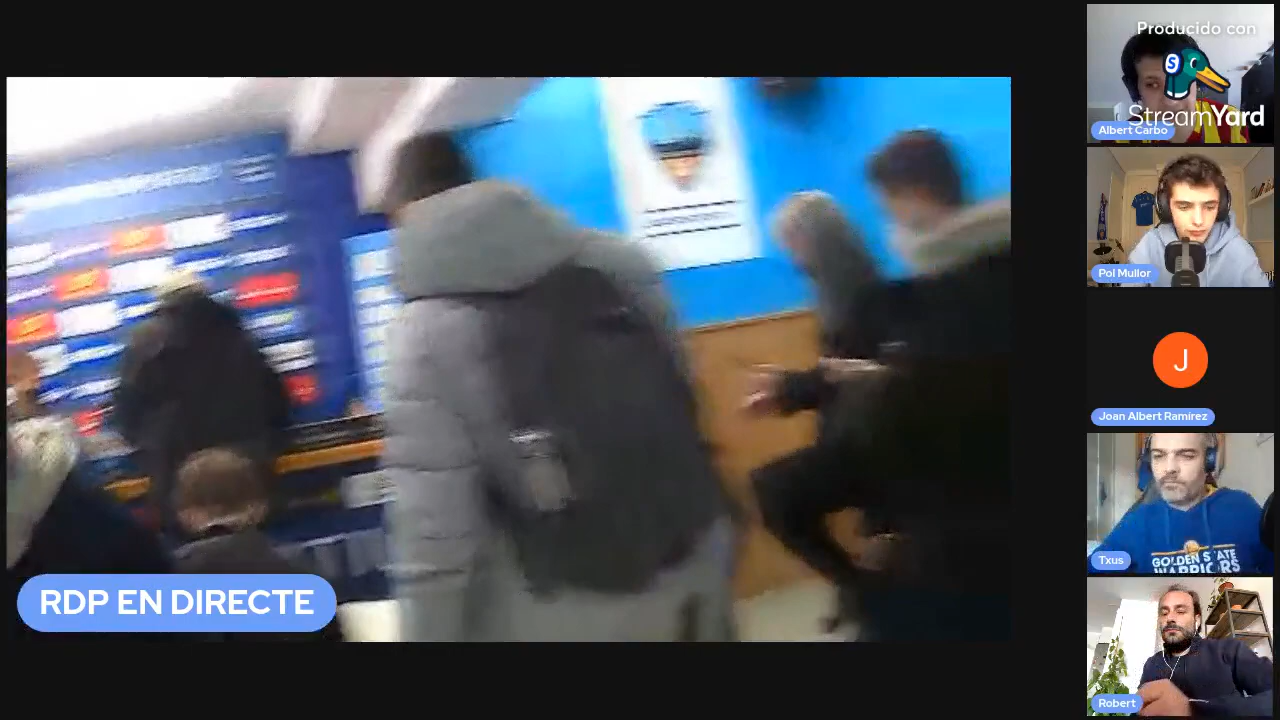 RDP EN DIRECTE
Producido con
StreamYard
Albert Carbo
Pol Mullor
J
Joan Albert Ramírez
GOLDEN STATE
WARRIORS
Txus
Robert